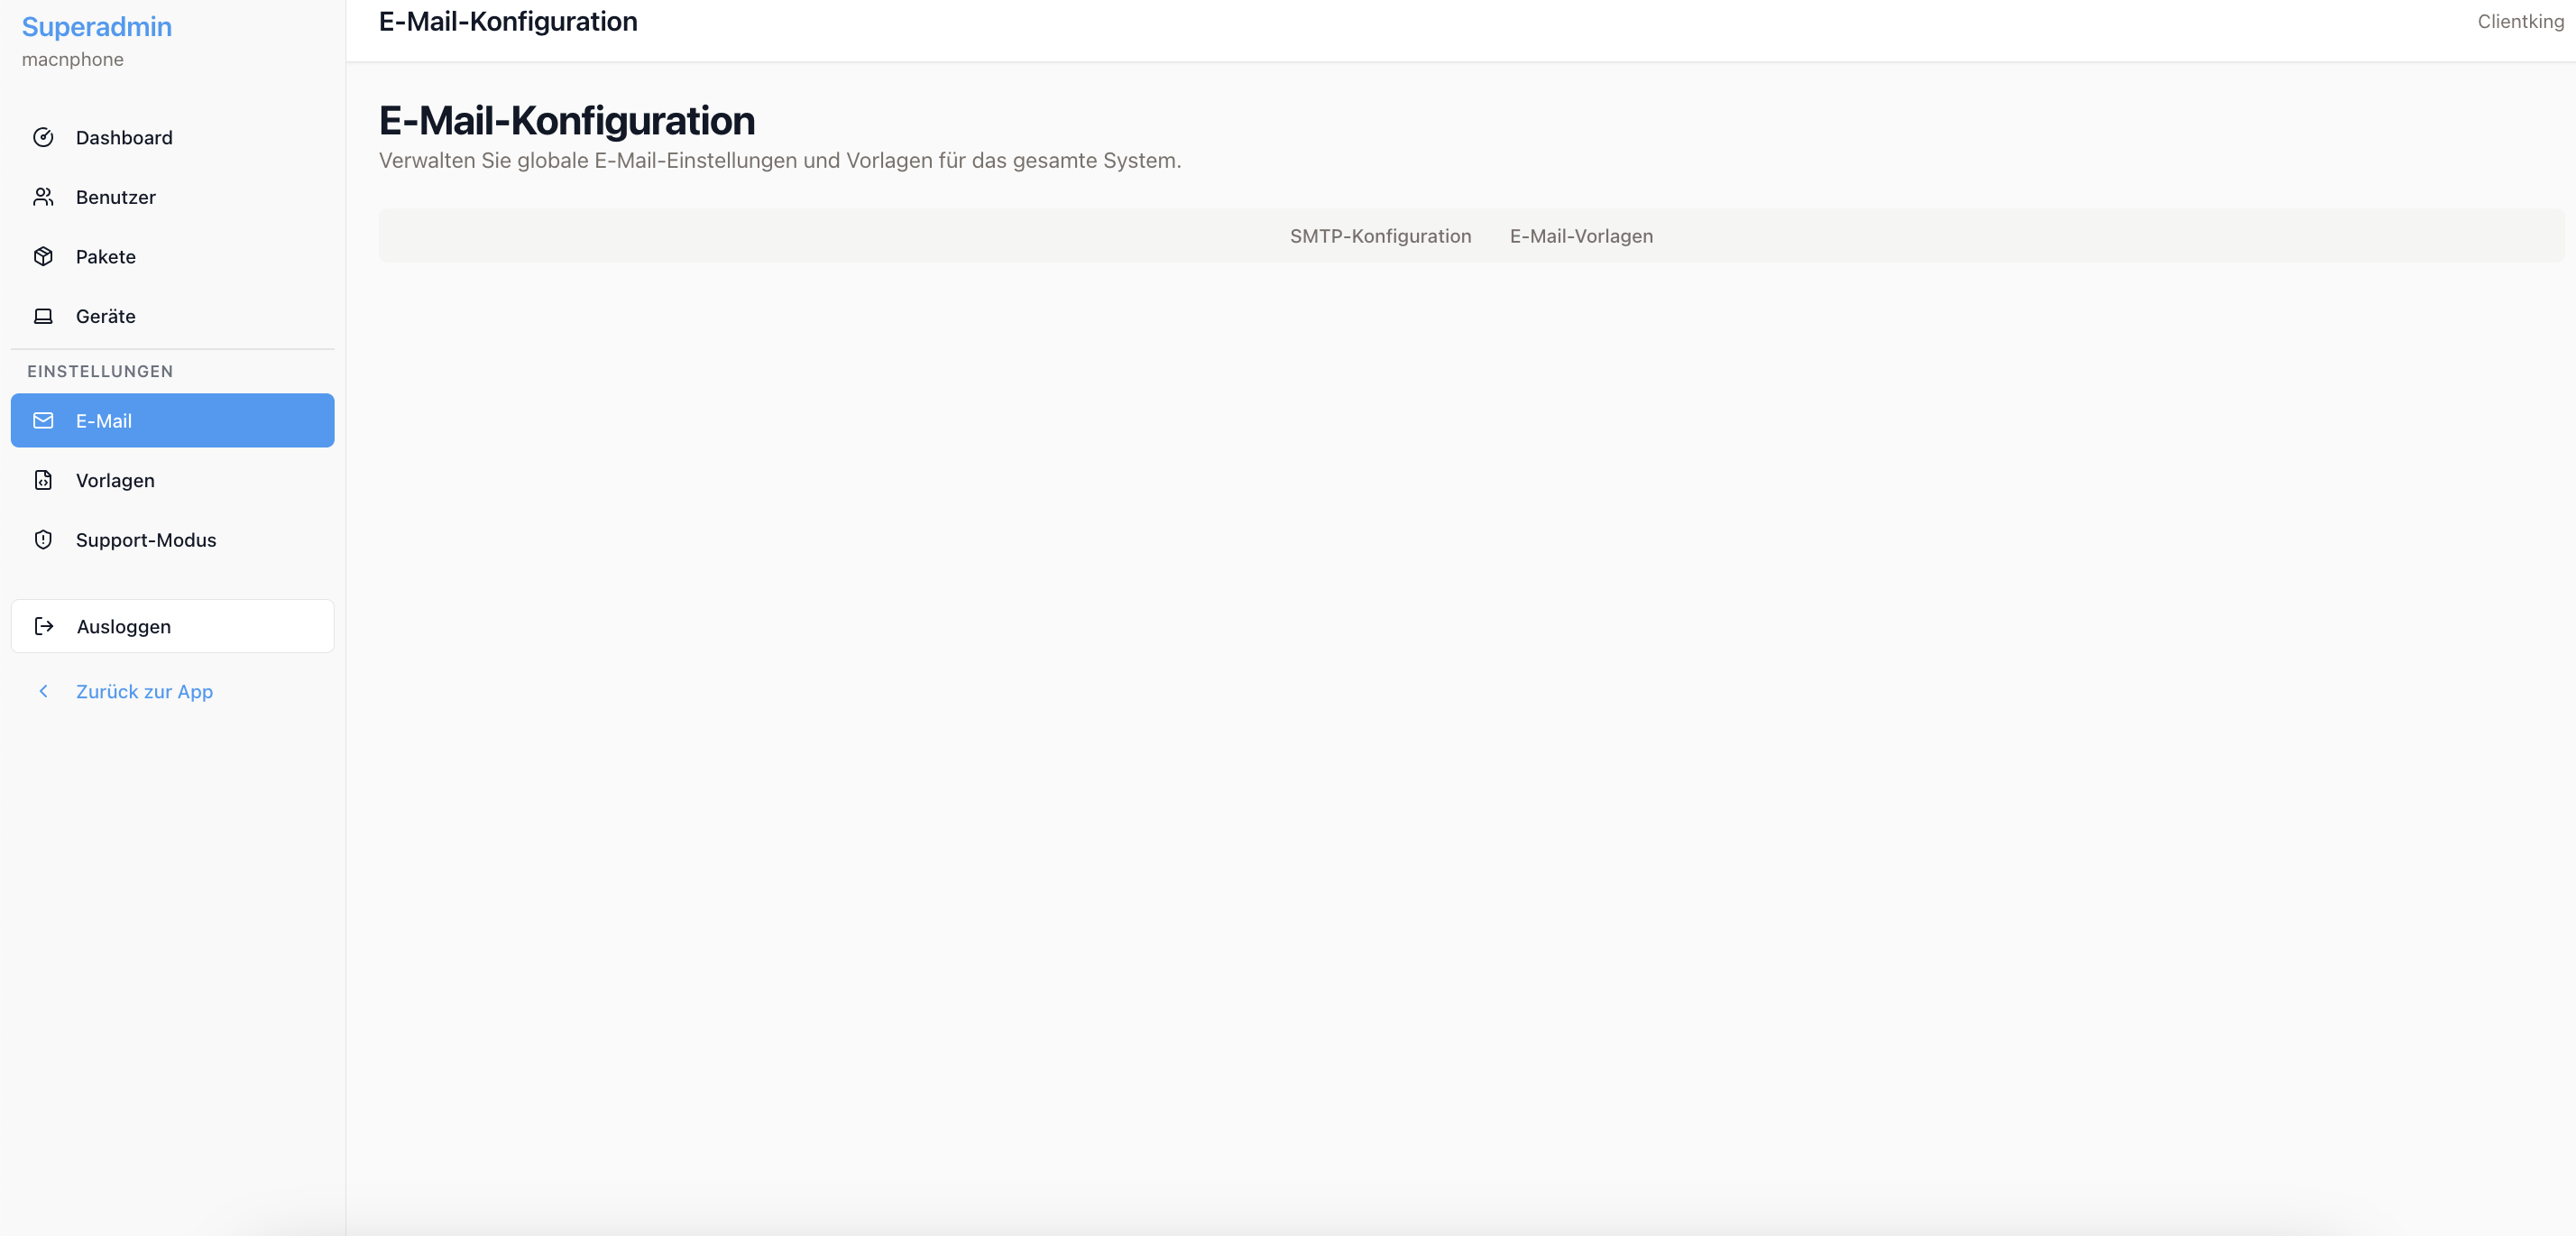 Superadmin
macnphone
Dashboard
Benutzer
Pakete
Geräte
EINSTELLUNGEN
E-Mail
Vorlagen
Support-Modus
Ausloggen
Zurück zur App
E-Mail-Konfiguration
Clientking
E-Mail-Konfiguration
Verwalten Sie globale E-Mail-Einstellungen und Vorlagen für das gesamte System.
SMTP-Konfiguration E-Mail-Vorlagen